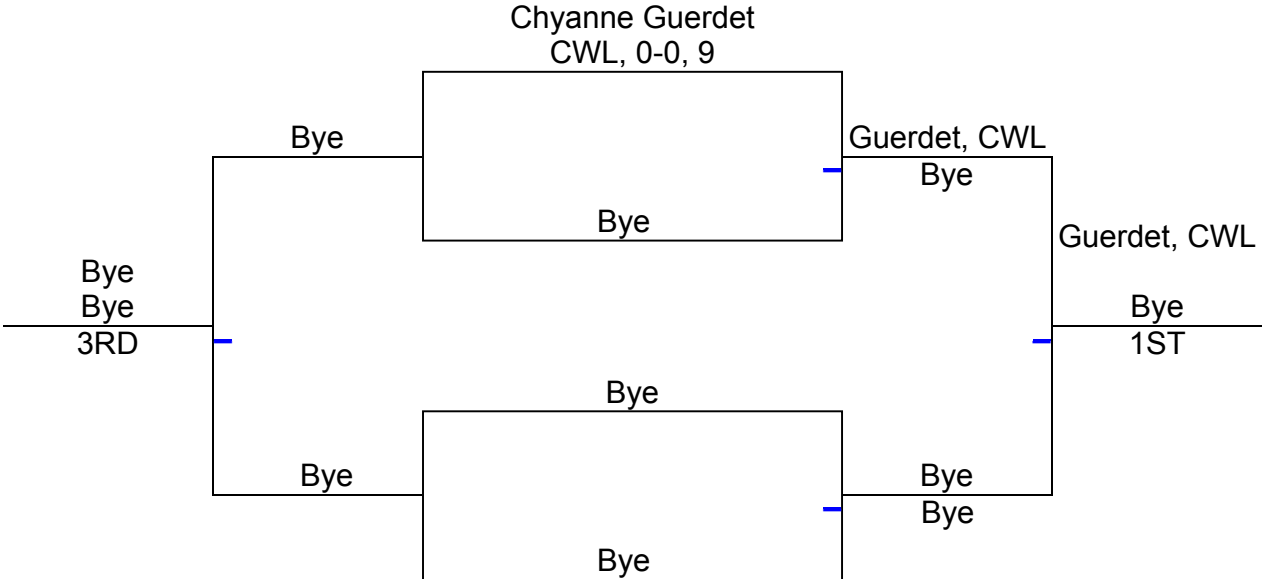 Chyanne Guerdet
CWL, 0-0, 9
Bye
Guerdet, CWL
Bye
Bye
Guerdet, CWL
Bye
Bye
3RD
Bye
1ST
Bye
Bye
Bye
Bye
Bye